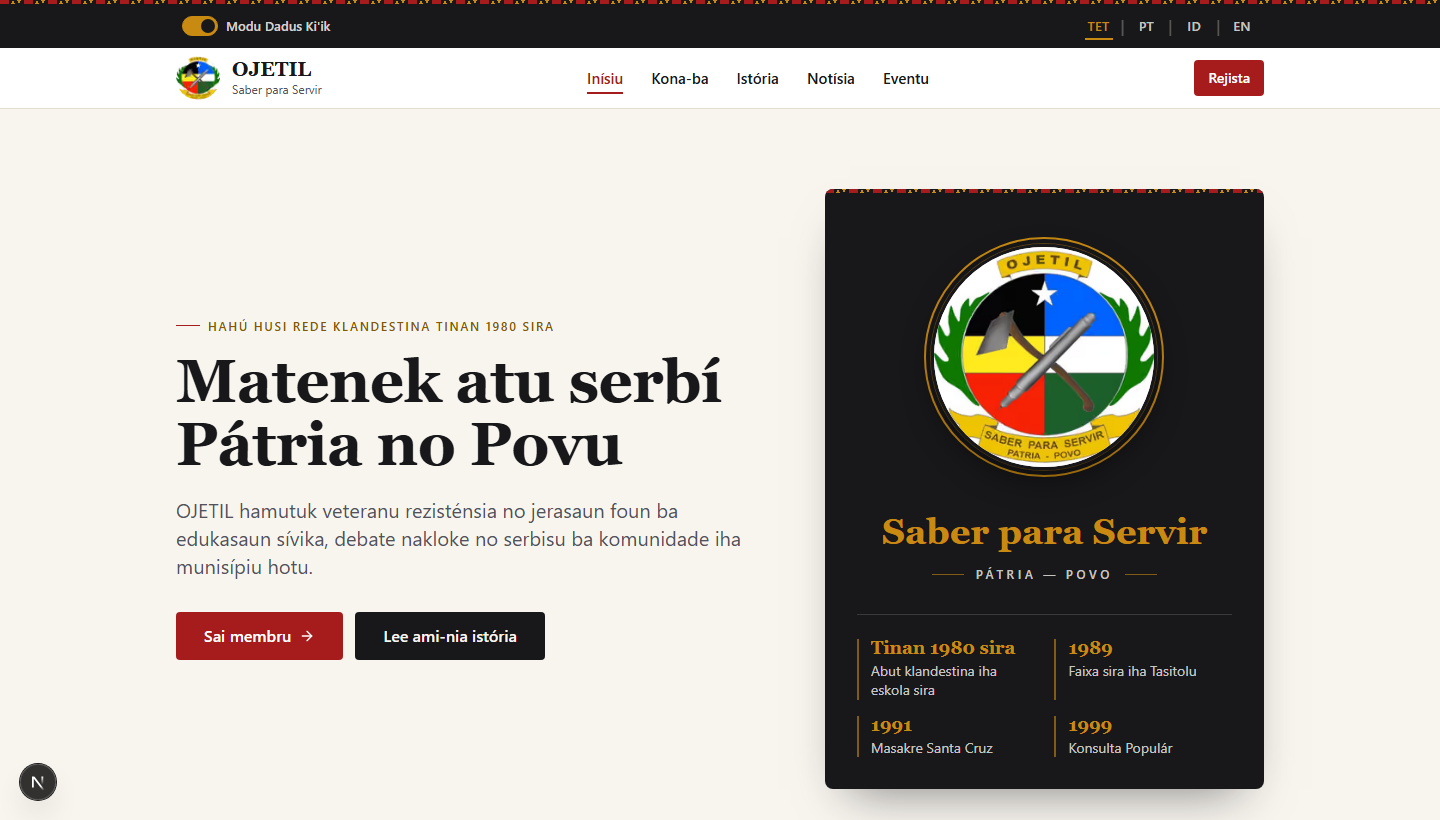 Modu Dadus Ki'ik
TET | PT | ID | EN
OJETIL
Saber para Servir
Inísiu
Kona-ba
Istória
Notísia
Eventu
Rejista
HAHÚ HUSI REDE KLANDESTINA TINAN 1980 SIRA
Matenek atu serbí
Pátria no Povu
OJETIL hamutuk veteranu rezisténsia no jerasaun foun ba
edukasaun sívika, debate nakloke no serbisu ba komunidade iha
munisípiu hotu.
Sai membru →
Lee ami-nia istória
OJETIL
SABER PARA SERVIR
PATRIA - POVO
Saber para Servir
PÁTRIA — POVO
Tinan 1980 sira
Abut klandestina iha
eskola sira
1989
Faixa sira iha Tasitolu
1991
Masakre Santa Cruz
1999
Konsulta Populár
N